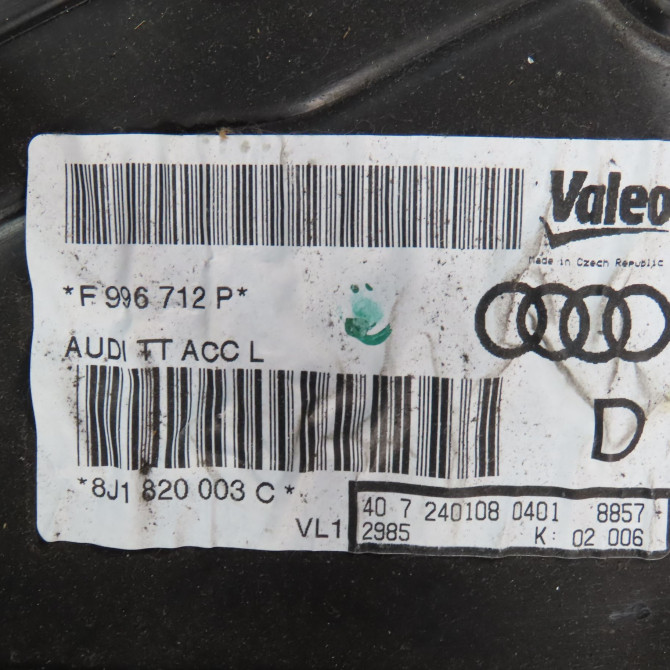 Valeo
Made in Czech Republic
*F 996 712 P*
AUDI TT ACC L
D
*8J1 820 003 C *
VL1
40 7 240108 0401 8857
2985 K: 02 006